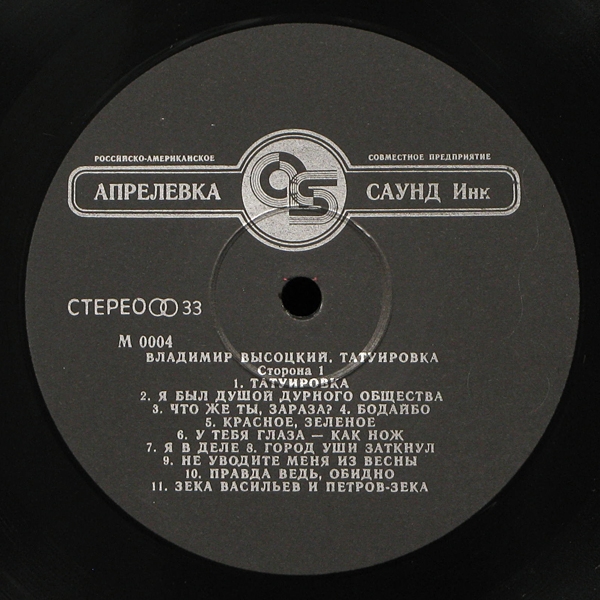 РОССИЙСКО-АМЕРИКАНСКОЕ СОВМЕСТНОЕ ПРЕДПРИЯТИЕ
АПРЕЛЕВКА САУНД Инк
СТЕРЕО 33
М 0004
ВЛАДИМИР ВЫСОЦКИЙ, ТАТУИРОВКА
Сторона 1
1. ТАТУИРОВКА
2. Я БЫЛ ДУШОЙ ДУРНОГО ОБЩЕСТВА
3. ЧТО ЖЕ ТЫ, ЗАРАЗА? 4. БОДАЙБО
5. КРАСНОЕ, ЗЕЛЕНОЕ
6. У ТЕБЯ ГЛАЗА — КАК НОЖ
7. Я В ДЕЛЕ 8. ГОРОД УШИ ЗАТКНУЛ
9. НЕ УВОДИТЕ МЕНЯ ИЗ ВЕСНЫ
10. ПРАВДА ВЕДЬ, ОБИДНО
11. ЗЕКА ВАСИЛЬЕВ И ПЕТРОВ-ЗЕКА